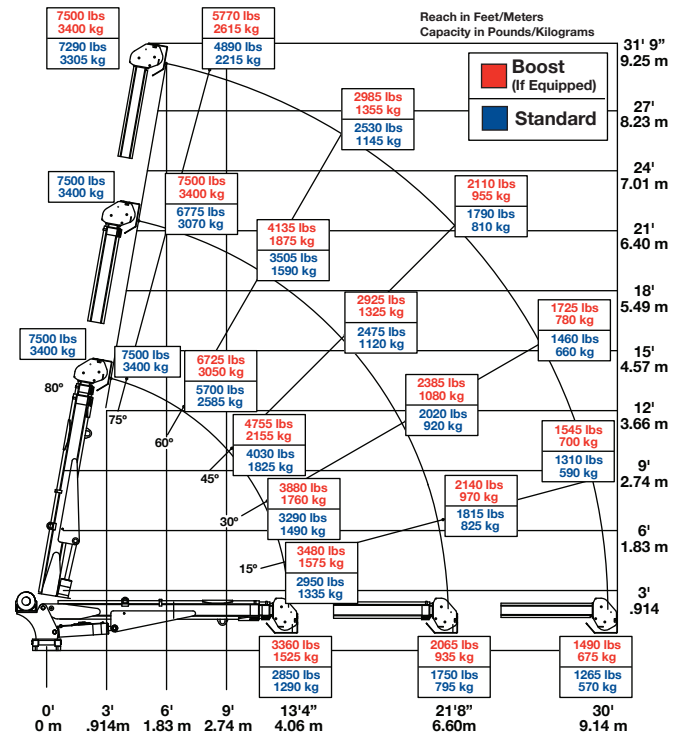 Reach in Feet/Meters
Capacity in Pounds/Kilograms
Boost
(If Equipped)
Standard
7500 lbs
3400 kg
7290 lbs
3305 kg
5770 lbs
2615 kg
4890 lbs
2215 kg
31' 9”
9.25 m
2985 lbs
1355 kg
2530 lbs
1145 kg
27'
8.23 m
24'
7.01 m
7500 lbs
3400 kg
7500 lbs
3400 kg
6775 lbs
3070 kg
2110 lbs
955 kg
1790 lbs
810 kg
21'
6.40 m
4135 lbs
1875 kg
3505 lbs
1590 kg
18'
5.49 m
2925 lbs
1325 kg
2475 lbs
1120 kg
1725 lbs
780 kg
1460 lbs
660 kg
15'
4.57 m
7500 lbs
3400 kg
7500 lbs
3400 kg
6725 lbs
3050 kg
5700 lbs
2585 kg
2385 lbs
1080 kg
2020 lbs
920 kg
12'
3.66 m
80º
75º
60º
45º
30º
15º
4755 lbs
2155 kg
4030 lbs
1825 kg
1545 lbs
700 kg
1310 lbs
590 kg
9'
2.74 m
3880 lbs
1760 kg
3290 lbs
1490 kg
2140 lbs
970 kg
1815 lbs
825 kg
6'
1.83 m
3480 lbs
1575 kg
2950 lbs
1335 kg
3'
.914
3360 lbs
1525 kg
2850 lbs
1290 kg
2065 lbs
935 kg
1750 lbs
795 kg
1490 lbs
675 kg
1265 lbs
570 kg
0'
0 m
3'
.914m
6'
1.83 m
9'
2.74 m
13'4”
4.06 m
21'8”
6.60m
30'
9.14 m